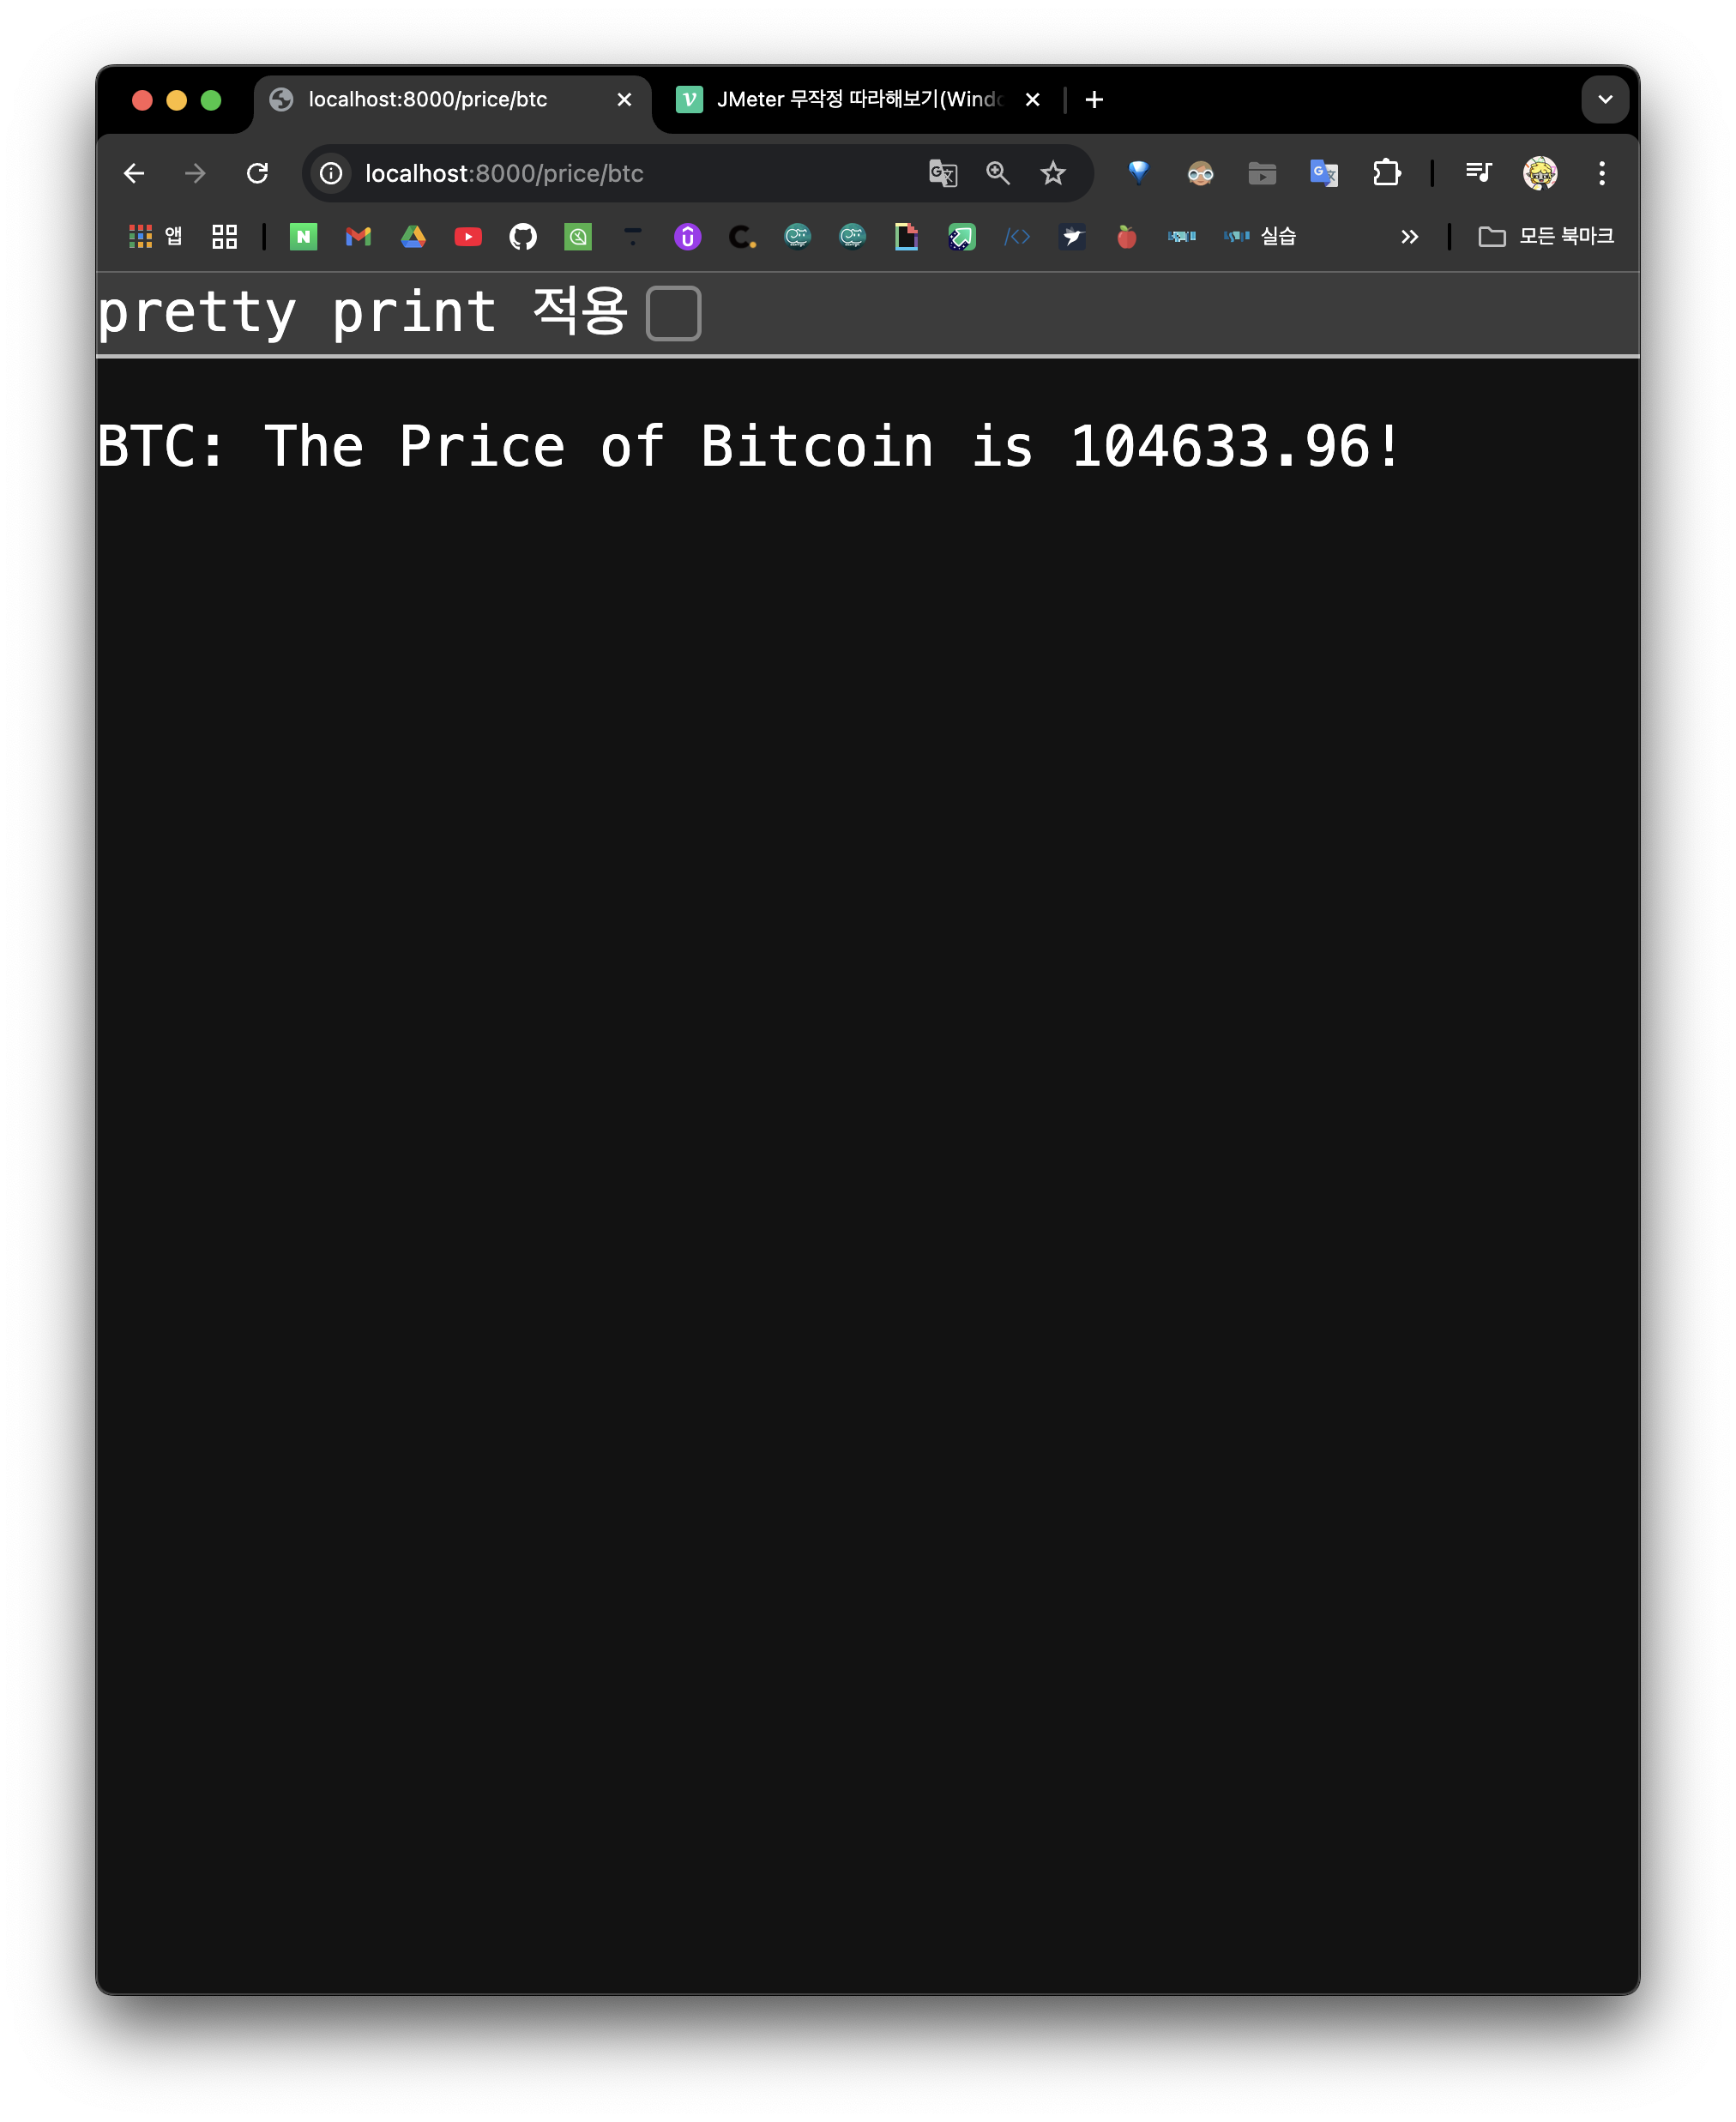 localhost:8000/price/btc
JMeter 무작정 따라해보기(Wind
localhost:8000/price/btc
앱
실습
모든 북마크
pretty print 적용
BTC: The Price of Bitcoin is 104633.96!